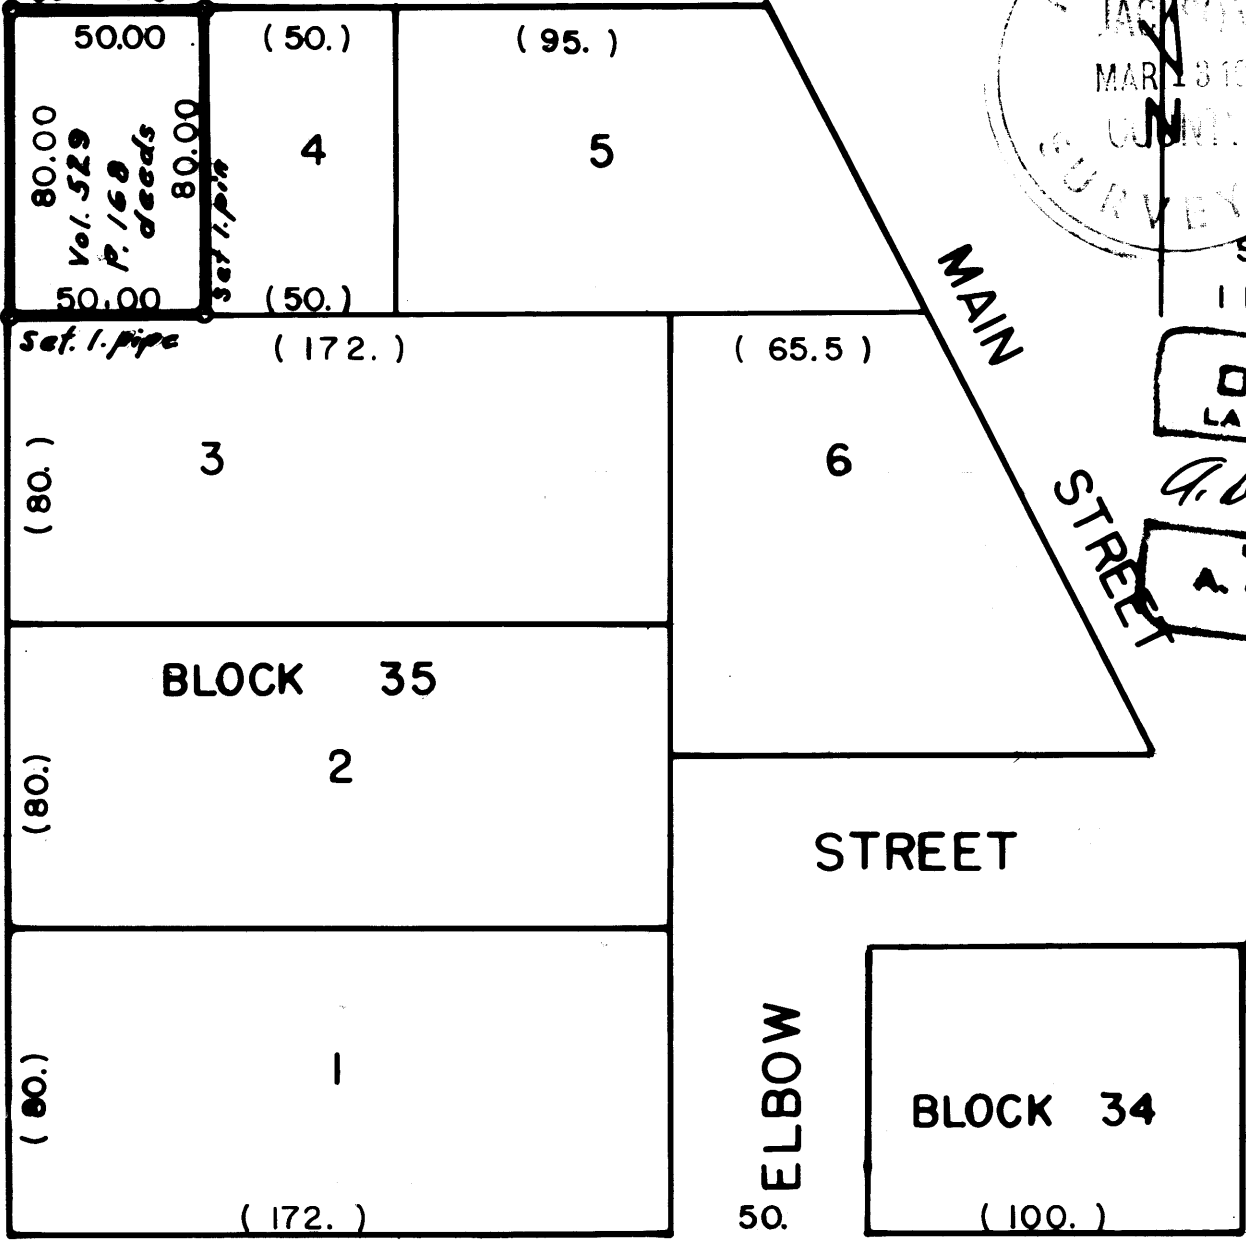 50.00
(50.)
(95. )
80.00
Vol. 529
P. 168
deeds
80.00
set I. pin
4
5
50.00
(50.)
Set. I. pipe
(172. )
( 65.5 )
MAIN
STREET
(80. )
3
6
BLOCK 35
(80.)
2
STREET
(80.)
1
ELBOW
BLOCK 34
(172. )
50.
(100. )
MAR 18
SURVEY
LA
A.